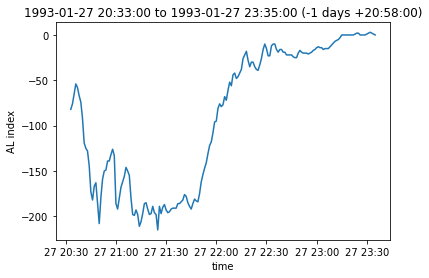 1993-01-27 20:33:00 to 1993-01-27 23:35:00 (-1 days +20:58:00)
0
−50
−100
−150
−200
AL index
27 20:30 27 21:00 27 21:30 27 22:00 27 22:30 27 23:00 27 23:30
time